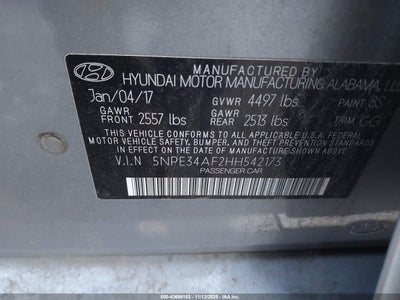 MANUFACTURED BY
HYUNDAI MOTOR MANUFACTURING ALABAMA, LLC
Jan/04/17 GVWR 4497 lbs PAINT 8S
GAWR FRONT 2557 lbs GAWR REAR 2513 lbs TRIM GG
THIS VEHICLE CONFORMS TO ALL APPLICABLE U.S. FEDERAL
MOTOR VEHICLE SAFETY, BUMPER, AND THEFT PREVENTION
STANDARDS IN EFFECT ON THE DATE OF MANUFACTURE SHOWN ABOVE.
V.I.N 5NPE34AF2HH542173
PASSENGER CAR